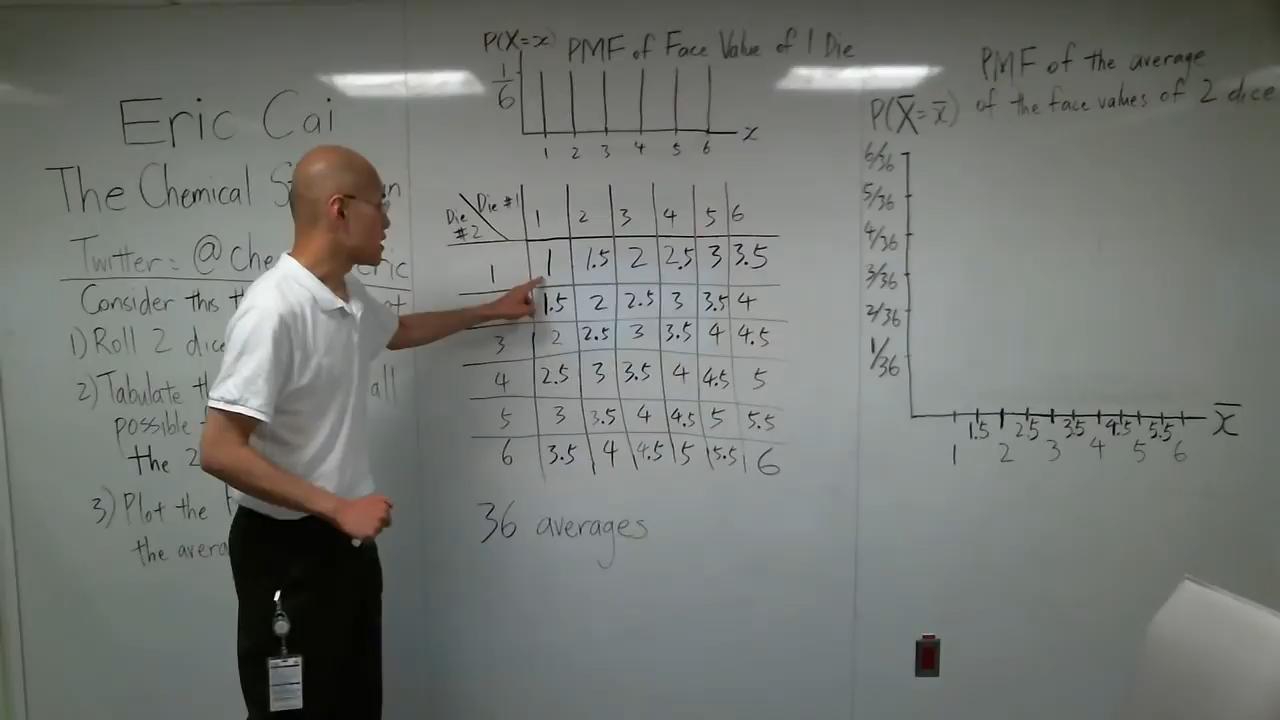 Eric Cai
The Chemical
Twitter: @che
Consider this
1) Roll 2 dice
2) Tabulate all
possible
the 2
3) Plot the
the
P(X=x) PMF of Face Value of 1 Die
1/6
1 2 3 4 5 6 x
Die #1 1 2 3 4 5 6
Die #2
1 1 1.5 2 2.5 3 3.5
1.5 2 2.5 3 3.5 4
3 2 2.5 3 3.5 4 4.5
4 2.5 3 3.5 4 4.5 5
5 3 3.5 4 4.5 5 5.5
6 3.5 4 4.5 5 5.5 6
36 averages
PMF of the average
of the face values of 2 dice
P(X̄=x̄)
6/36
5/36
4/36
3/36
2/36
1/36
1 1.5 2 2.5 3 3.5 4 4.5 5 5.5 6 x̄